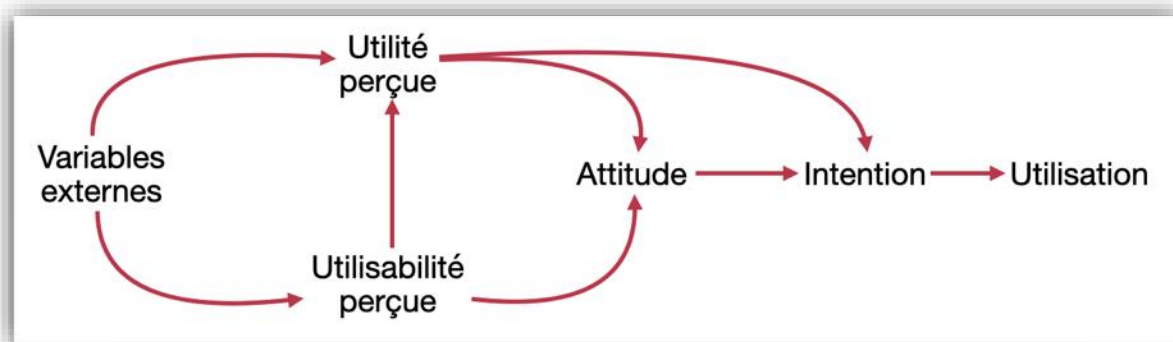 Utilité
perçue
Variables
externes
Attitude
Intention
Utilisation
Utilisabilité
perçue